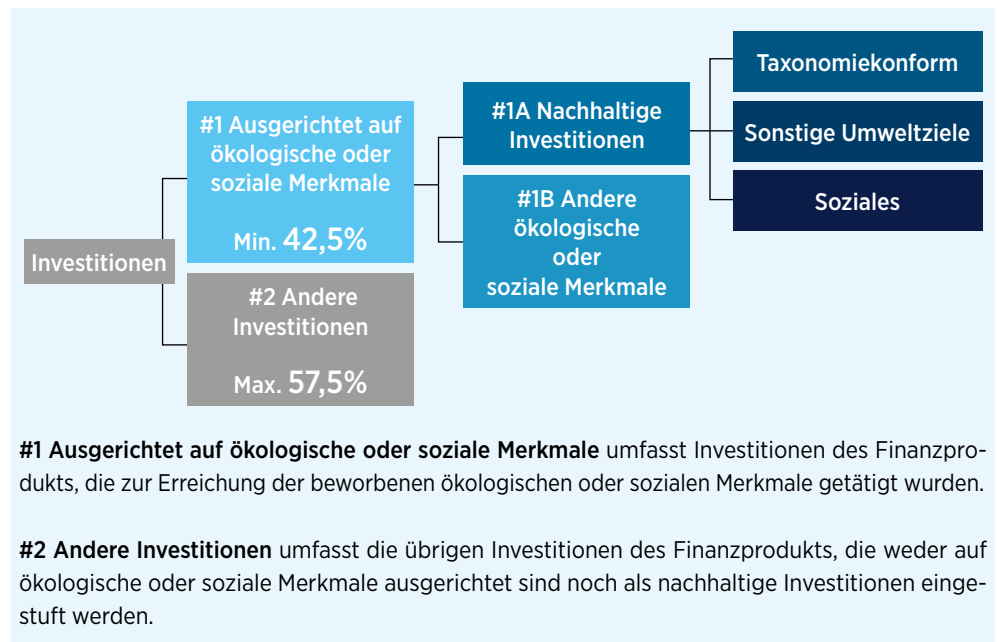 Investitionen
#1 Ausgerichtet auf
ökologische oder
soziale Merkmale
Min. 42,5%
#2 Andere
Investitionen
Max. 57,5%
#1A Nachhaltige
Investitionen
#1B Andere
ökologische
oder
soziale Merkmale
Taxonomiekonform
Sonstige Umweltziele
Soziales
#1 Ausgerichtet auf ökologische oder soziale Merkmale umfasst Investitionen des Finanzpro-
dukts, die zur Erreichung der beworbenen ökologischen oder sozialen Merkmale getätigt wurden.
#2 Andere Investitionen umfasst die übrigen Investitionen des Finanzprodukts, die weder auf
ökologische oder soziale Merkmale ausgerichtet sind noch als nachhaltige Investitionen einge-
stuft werden.